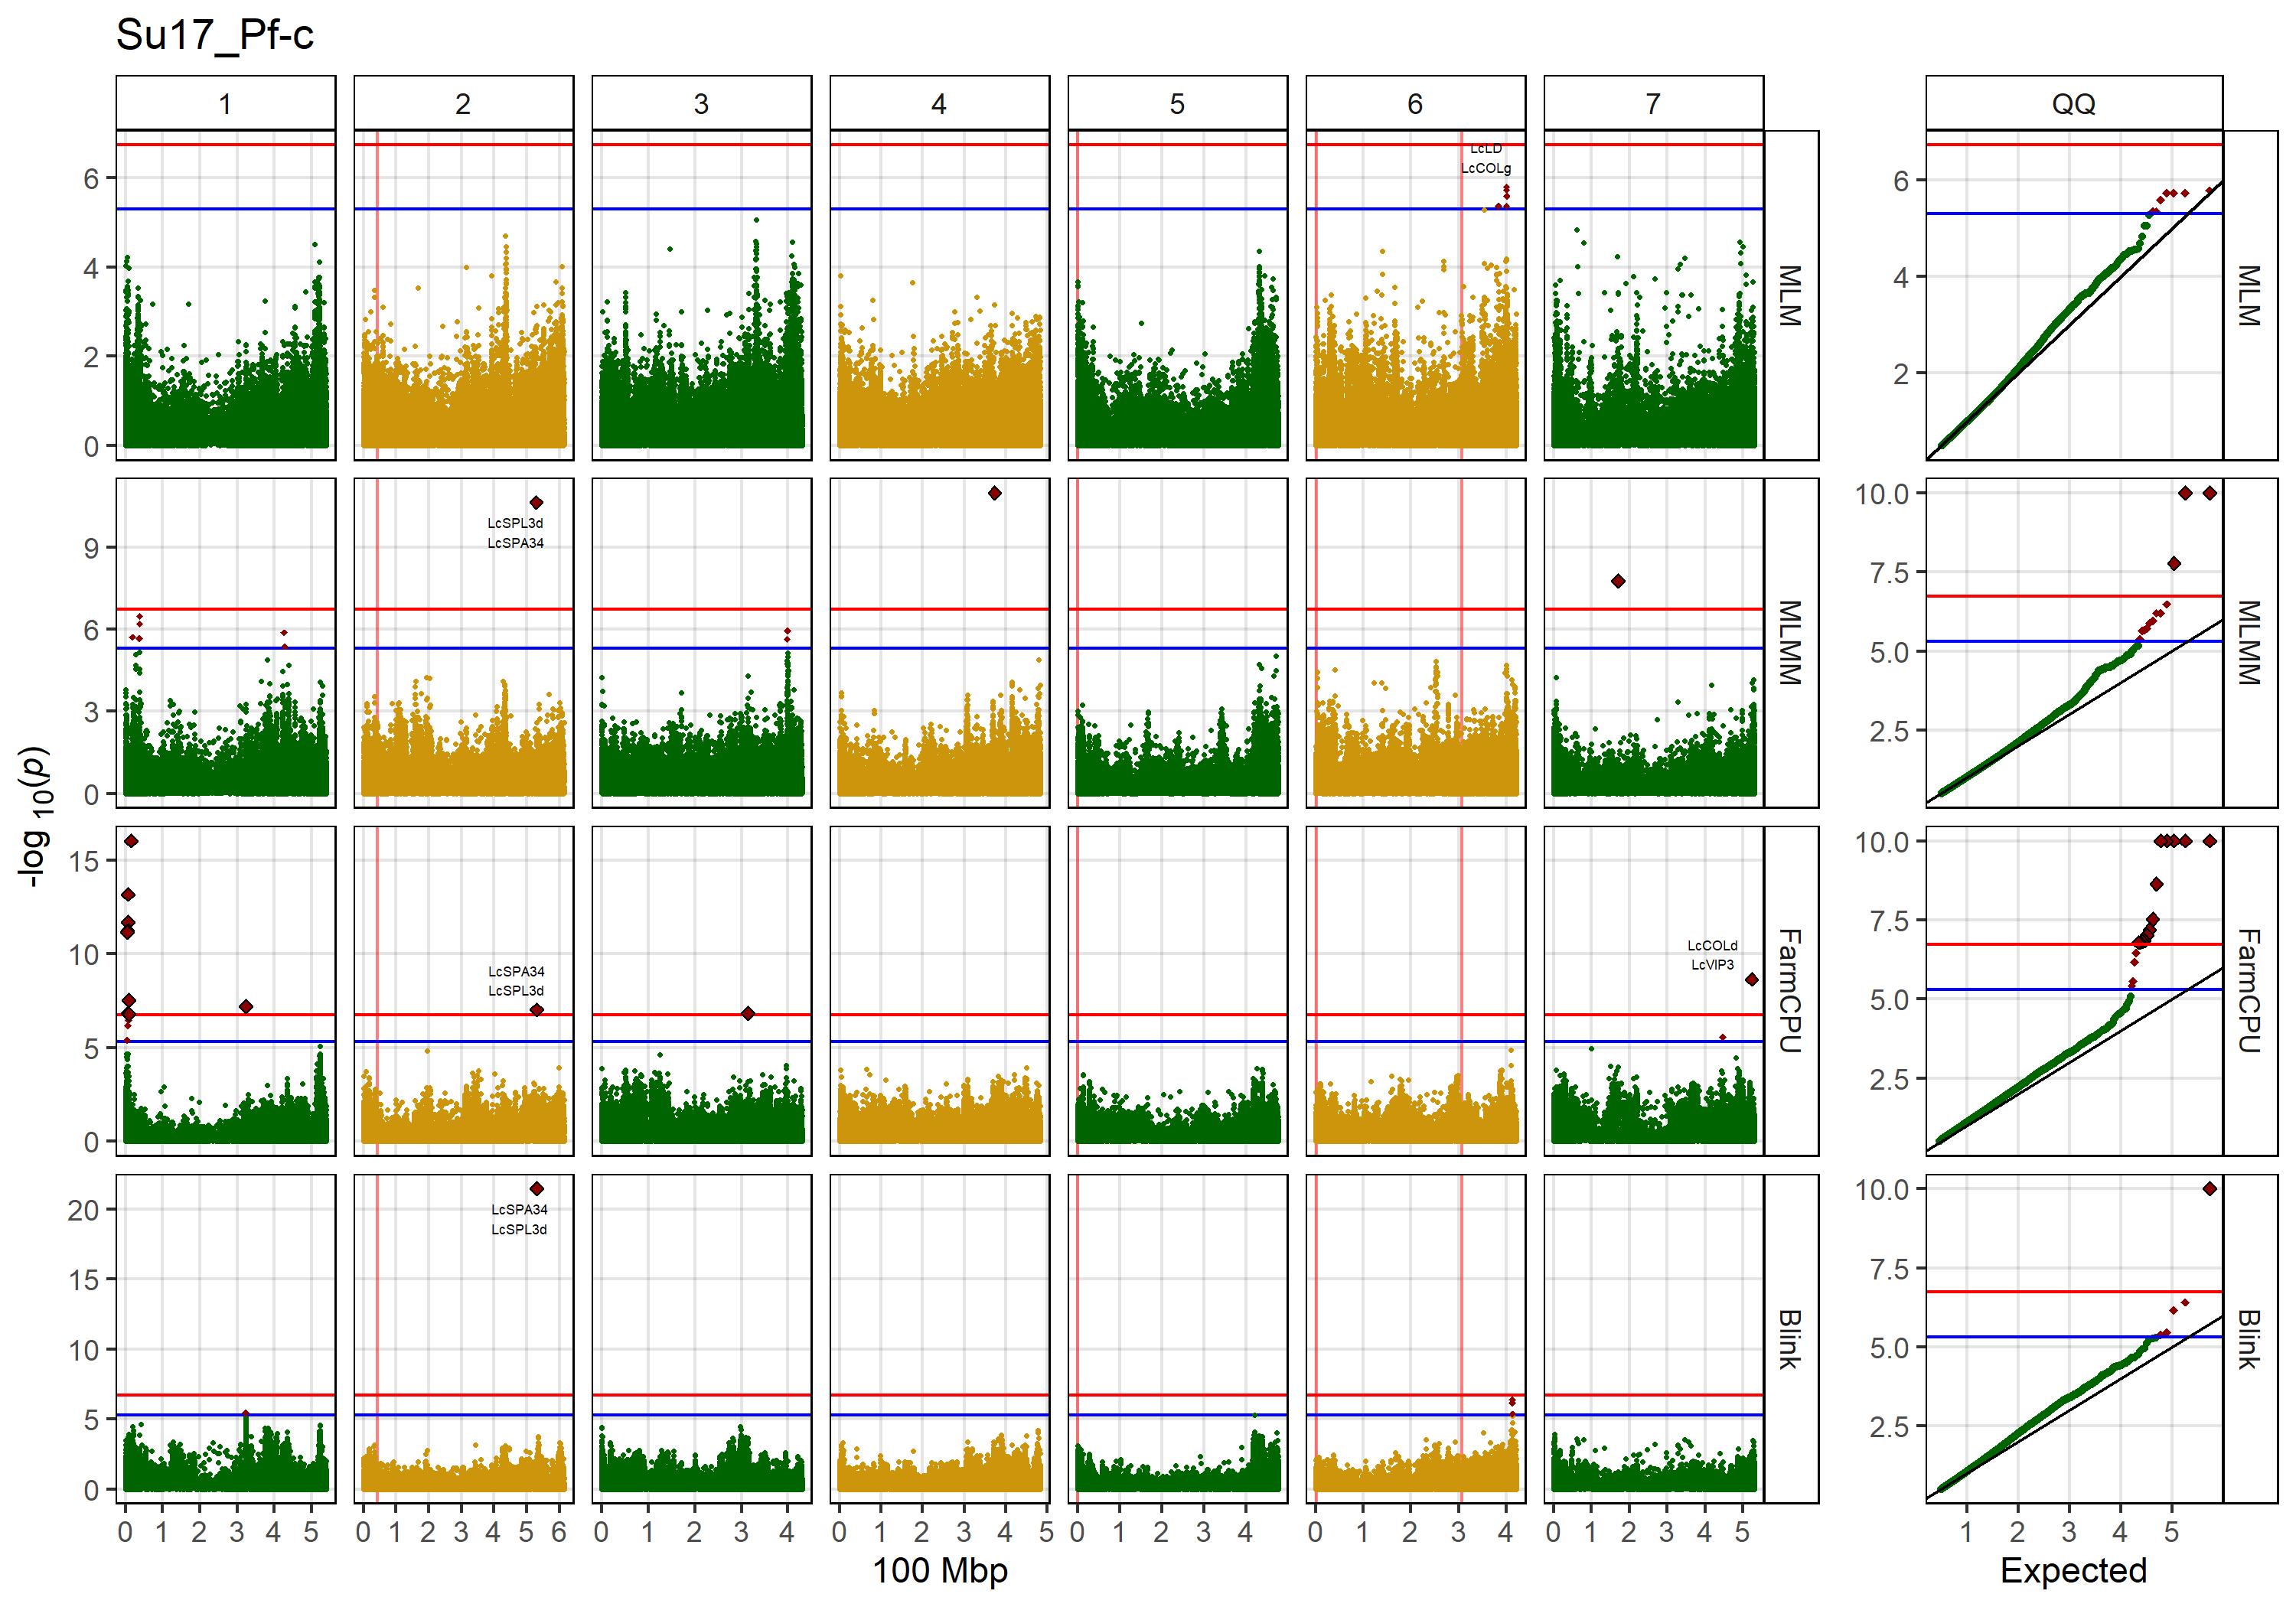 Su17_Pf-c
1 2 3 4 5 6 7 QQ
6
4
2
0
LcLD
LcCOLg
MLM
6
4
2
MLM
9
6
3
0
LcSPL3d
LcSPA34
MLMM
10.0
7.5
5.0
2.5
MLMM
15
10
5
0
LcSPA34
LcSPL3d
LcCOLd
LcVIP3
FarmCPU
10.0
7.5
5.0
2.5
FarmCPU
20
15
10
5
0
LcSPA34
LcSPL3d
Blink
10.0
7.5
5.0
2.5
Blink
-log 10(p)
0 1 2 3 4 5 0 1 2 3 4 5 6 0 1 2 3 4 0 1 2 3 4 5 0 1 2 3 4 0 1 2 3 4 0 1 2 3 4 5 1 2 3 4 5
100 Mbp
Expected